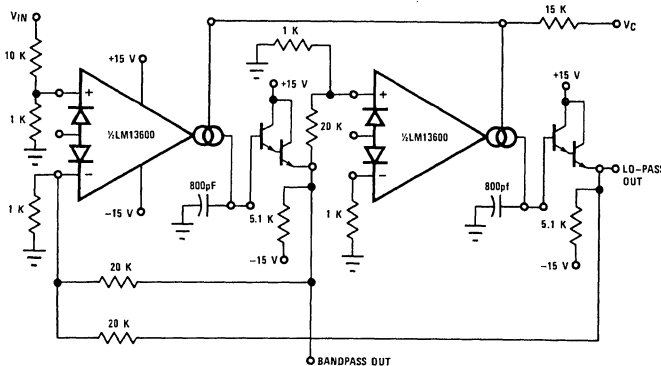 VIN
10 K
1 K
1 K
+15 V
+
−
½LM13600
−15 V
800pF
+15 V
5.1 K
−15 V
1 K
20 K
+
−
½LM13600
1 K
15 K
VC
800pf
+15 V
5.1 K
−15 V
LO-PASS
OUT
20 K
20 K
BANDPASS OUT